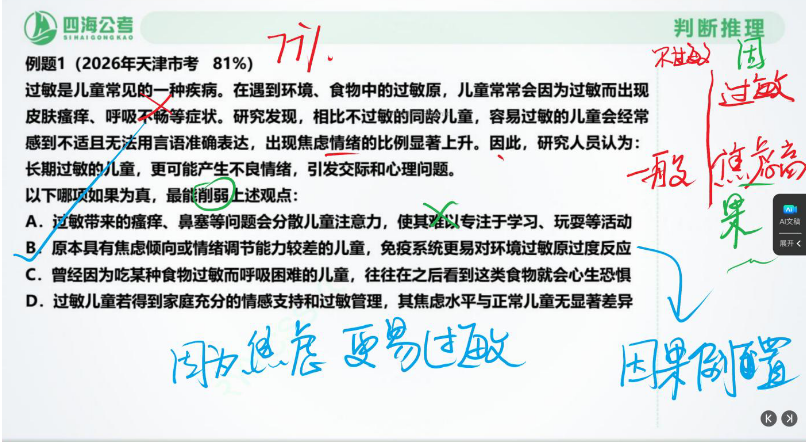 四海公考
SI HAI GONG KAO
判断推理
77%.
不过敏 因
过敏
一般 焦虑高
果
例题1（2026年天津市考 81%）
过敏是儿童常见的一种疾病。在遇到环境、食物中的过敏原，儿童常常会因为过敏而出现
皮肤瘙痒、呼吸不畅等症状。研究发现，相比不过敏的同龄儿童，容易过敏的儿童会经常
感到不适且无法用言语准确表达，出现焦虑情绪的比例显著上升。因此，研究人员认为：
长期过敏的儿童，更可能产生不良情绪，引发交际和心理问题。
以下哪项如果为真，最能削弱上述观点：
A．过敏带来的瘙痒、鼻塞等问题会分散儿童注意力，使其难以专注于学习、玩耍等活动
B．原本具有焦虑倾向或情绪调节能力较差的儿童，免疫系统更易对环境过敏原过度反应
C．曾经因为吃某种食物过敏而呼吸困难的儿童，往往在之后看到这类食物就会心生恐惧
D．过敏儿童若得到家庭充分的情感支持和过敏管理，其焦虑水平与正常儿童无显著差异
因为焦虑 更易过敏
因果倒置
AI文稿
展开